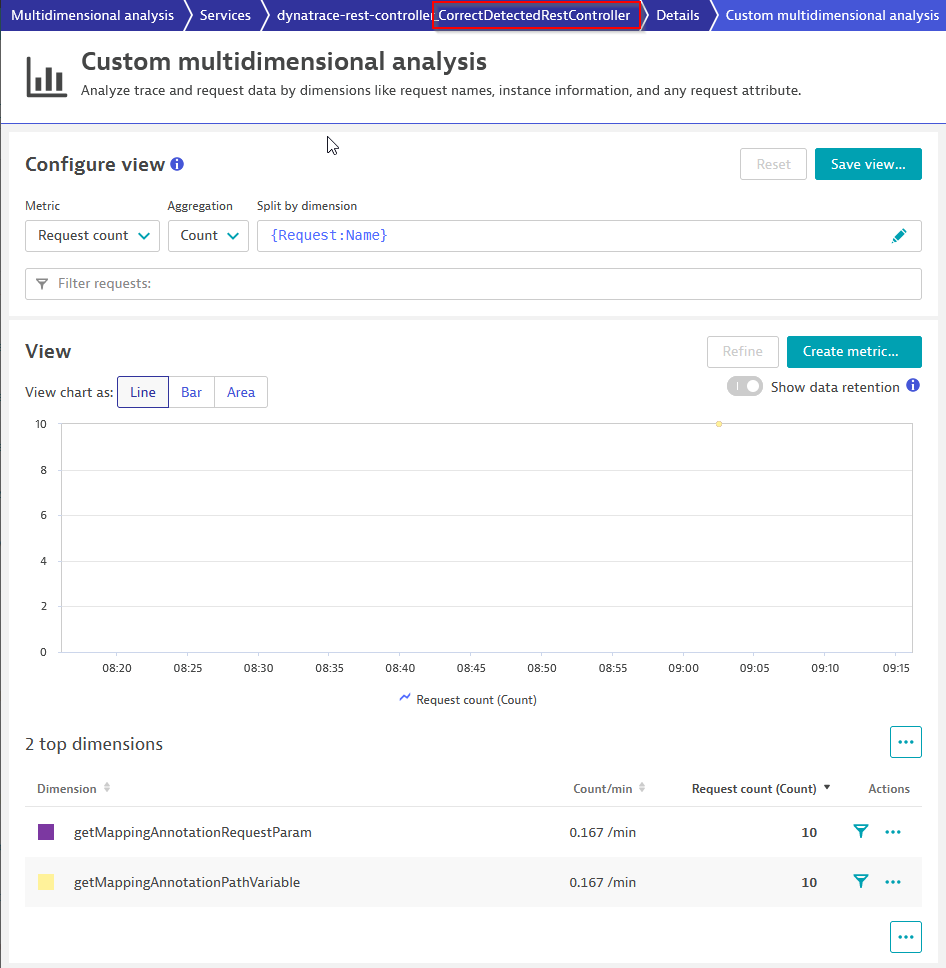 Multidimensional analysis Services dynatrace-rest-controller_CorrectDetectedRestController Details Custom multidimensional analysis
Custom multidimensional analysis
Analyze trace and request data by dimensions like request names, instance information, and any request attribute.
Configure view
Reset Save view...
Metric Aggregation Split by dimension
Request count Count {Request:Name}
Filter requests:
View
Refine Create metric...
View chart as: Line Bar Area Show data retention
10
8
6
4
2
0
08:20 08:25 08:30 08:35 08:40 08:45 08:50 08:55 09:00 09:05 09:10 09:15
Request count (Count)
2 top dimensions
Dimension Count/min Request count (Count) Actions
getMappingAnnotationRequestParam 0.167 /min 10
getMappingAnnotationPathVariable 0.167 /min 10